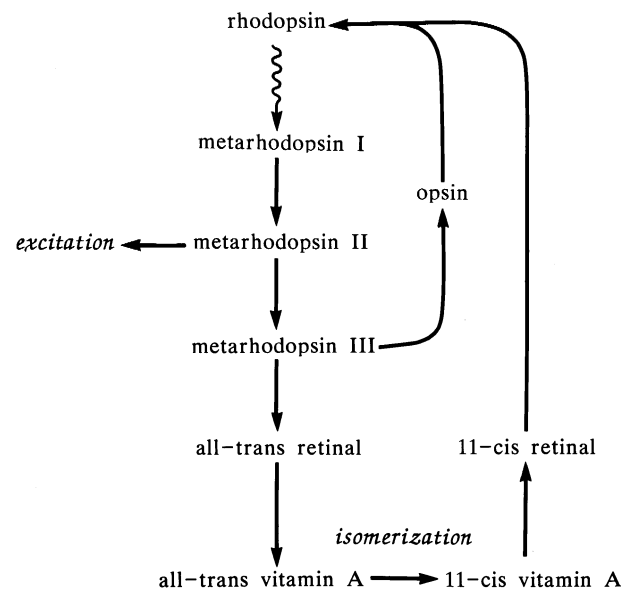 rhodopsin
metarhodopsin I
opsin
excitation
metarhodopsin II
metarhodopsin III
all-trans retinal
11-cis retinal
isomerization
all-trans vitamin A
11-cis vitamin A